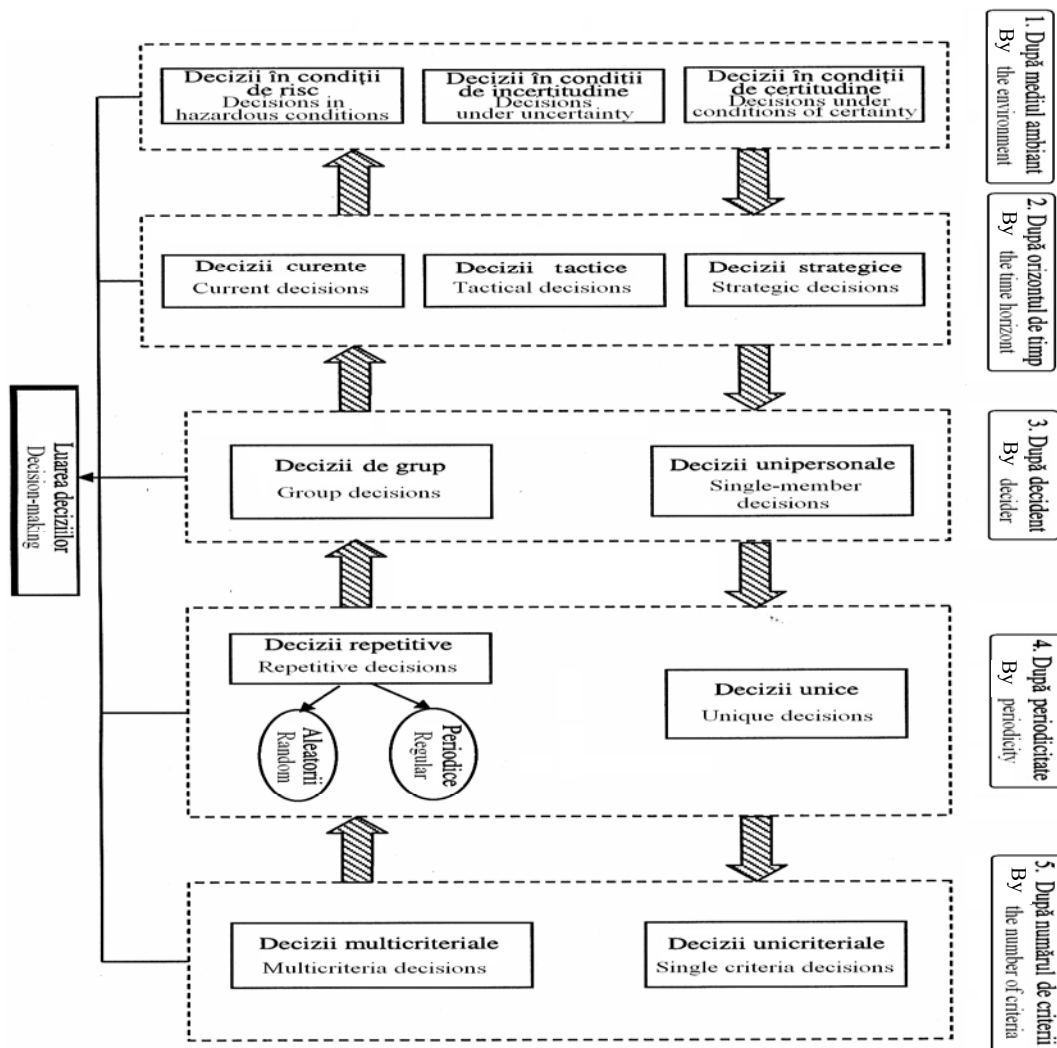 1. După mediul ambiant
By the environment
Decizii în condiții
de risc
Decisions in
hazardous conditions
Decizii în conditii
de incertitudine
Decisions
under uncertainty
Decizii în condiții
de certitudine
Decisions under
conditions of certainty
2. După orizontul de timp
By the time horizont
Decizii curente
Current decisions
Decizii tactice
Tactical decisions
Decizii strategice
Strategic decisions
3. După decident
By decider
Decizii de grup
Group decisions
Decizii unipersonale
Single-member
decisions
Luarea deciziilor
Decision-making
4. După periodicitate
By periodicity
Decizii repetitive
Repetitive decisions
Aleatorii
Random
Periodice
Regular
Decizii unice
Unique decisions
5. După numărul de criterii
By the number of criteria
Decizii multicriteriale
Multicriteria decisions
Decizii unicriteriale
Single criteria decisions